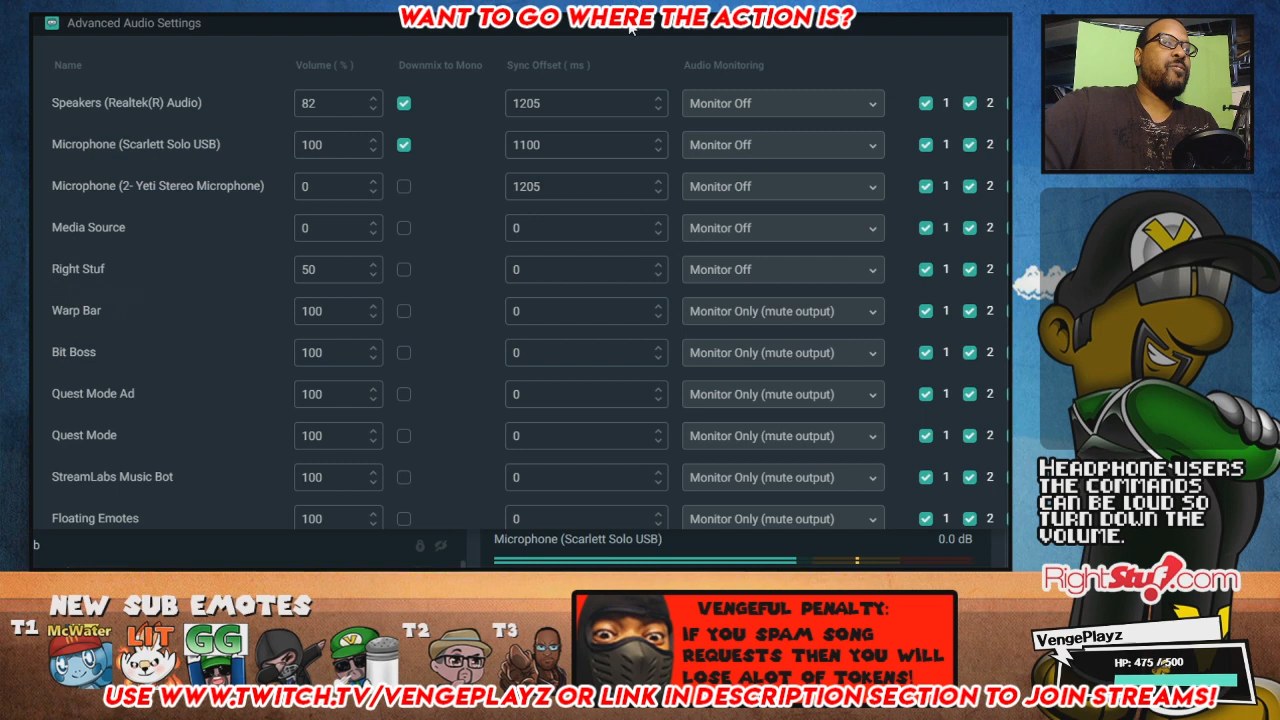 WANT TO GO WHERE THE ACTION IS?
Advanced Audio Settings
Name Volume ( % ) Downmix to Mono Sync Offset ( ms ) Audio Monitoring
Speakers (Realtek(R) Audio) 82 1205 Monitor Off 1 2
Microphone (Scarlett Solo USB) 100 1100 Monitor Off 1 2
Microphone (2- Yeti Stereo Microphone) 0 1205 Monitor Off 1 2
Media Source 0 0 Monitor Off 1 2
Right Stuf 50 0 Monitor Off 1 2
Warp Bar 100 0 Monitor Only (mute output) 1 2
Bit Boss 100 0 Monitor Only (mute output) 1 2
Quest Mode Ad 100 0 Monitor Only (mute output) 1 2
Quest Mode 100 0 Monitor Only (mute output) 1 2
StreamLabs Music Bot 100 0 Monitor Only (mute output) 1 2
Floating Emotes 100 0 Monitor Only (mute output) 1 2
b
Microphone (Scarlett Solo USB) 0.0 dB
HEADPHONE USERS
THE COMMANDS
CAN BE LOUD SO
TURN DOWN THE
VOLUME.
RightStuf!.com
NEW SUB EMOTES
T1 McWater LIT GG T2 T3
VENGEFUL PENALTY:
IF YOU SPAM SONG
REQUESTS THEN YOU WILL
LOSE ALOT OF TOKENS!
VengePlayz
HP: 475 / 500
USE WWW.TWITCH.TV/VENGEPLAYZ OR LINK IN DESCRIPTION SECTION TO JOIN STREAMS!